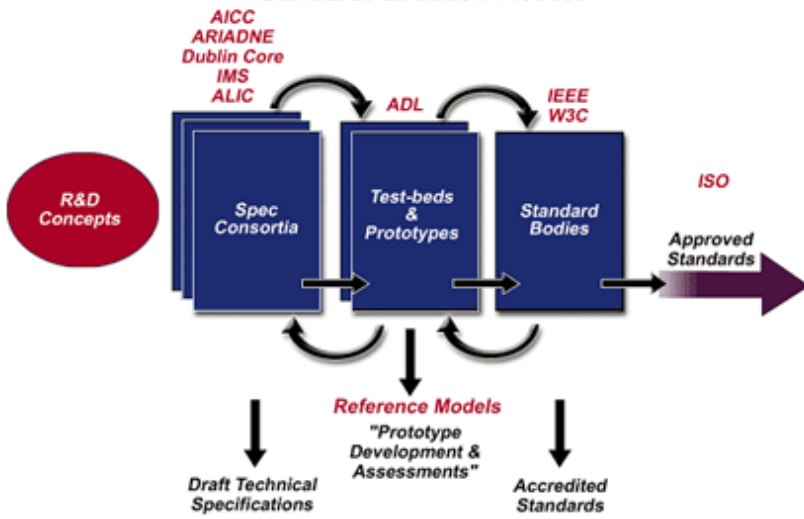 AICC
ARIADNE
Dublin Core
IMS
ALIC
ADL
IEEE
W3C
ISO
R&D
Concepts
Spec
Consortia
Test-beds
&
Prototypes
Standard
Bodies
Approved
Standards
Reference Models
"Prototype
Development &
Assessments"
Draft Technical
Specifications
Accredited
Standards